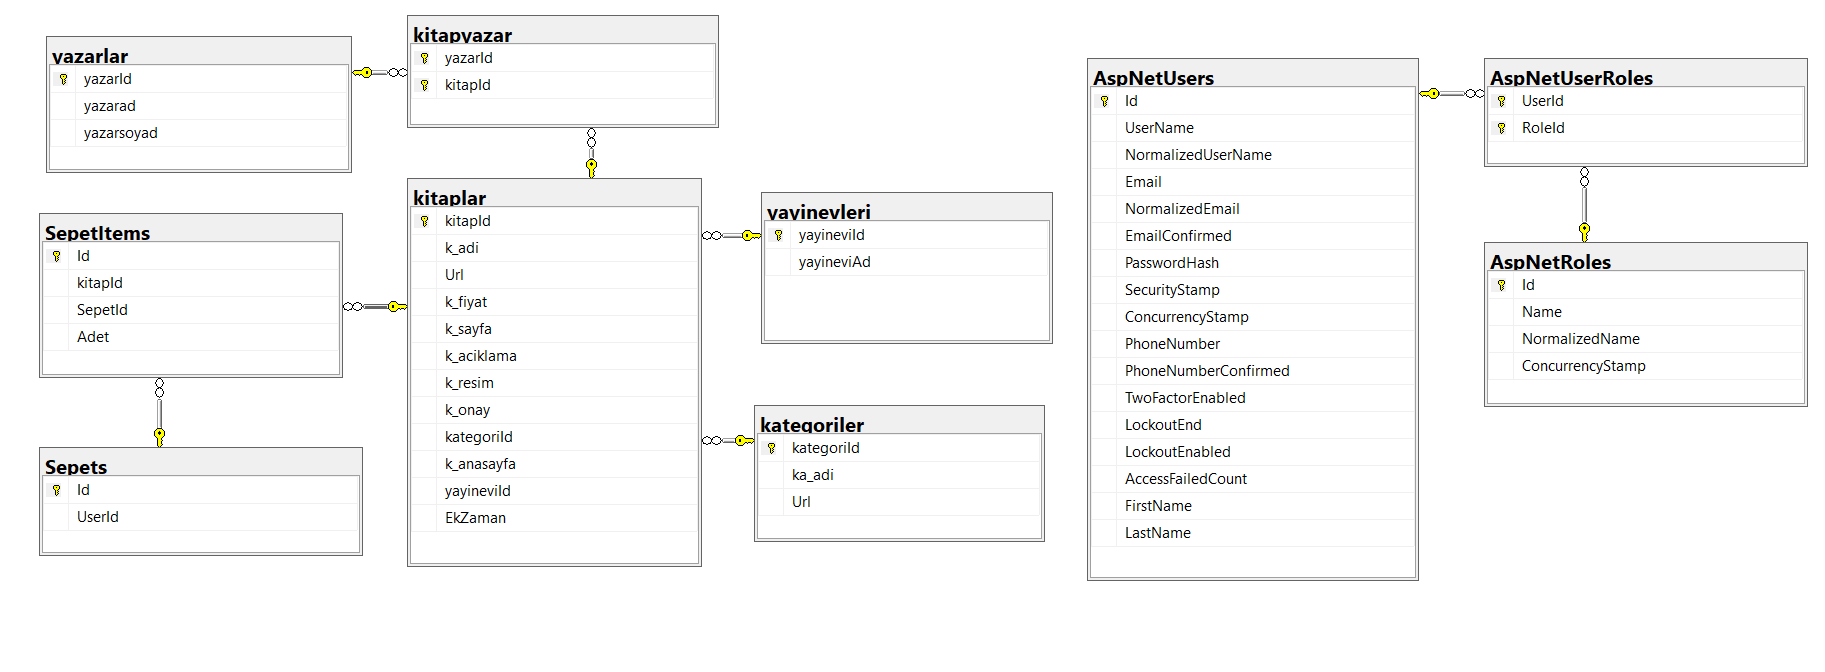 yazarlar
yazarId
yazarad
yazarsoyad
kitapyazar
yazarId
kitapId
SepetItems
Id
kitapId
SepetId
Adet
Sepets
Id
UserId
kitaplar
kitapId
k_adi
Url
k_fiyat
k_sayfa
k_aciklama
k_resim
k_onay
kategoriId
k_anasayfa
yayineviId
EkZaman
yayinevleri
yayineviId
yayineviAd
kategoriler
kategoriId
ka_adi
Url
AspNetUsers
Id
UserName
NormalizedUserName
Email
NormalizedEmail
EmailConfirmed
PasswordHash
SecurityStamp
ConcurrencyStamp
PhoneNumber
PhoneNumberConfirmed
TwoFactorEnabled
LockoutEnd
LockoutEnabled
AccessFailedCount
FirstName
LastName
AspNetUserRoles
UserId
RoleId
AspNetRoles
Id
Name
NormalizedName
ConcurrencyStamp